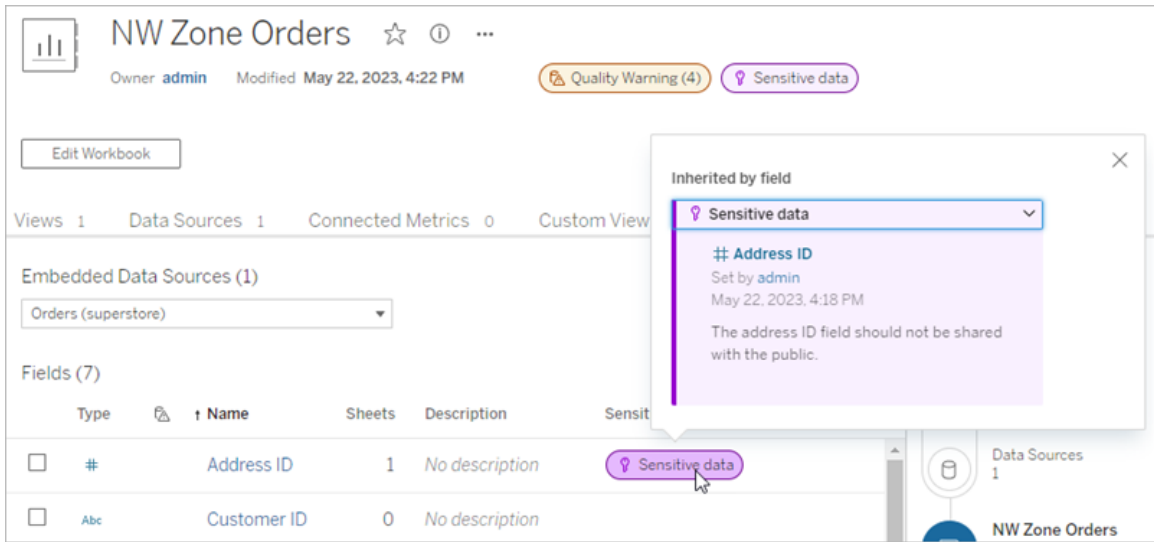 NW Zone Orders
Owner admin Modified May 22, 2023, 4:22 PM
Quality Warning (4)
Sensitive data
Edit Workbook
Views 1 Data Sources 1 Connected Metrics 0 Custom View
Inherited by field
Sensitive data
# Address ID
Set by admin
May 22, 2023, 4:18 PM
The address ID field should not be shared
with the public.
Embedded Data Sources (1)
Orders (superstore)
Fields (7)
Type ↑ Name Sheets Description Sensit
# Address ID 1 No description Sensitive data
Abc Customer ID 0 No description
Data Sources
1
NW Zone Orders